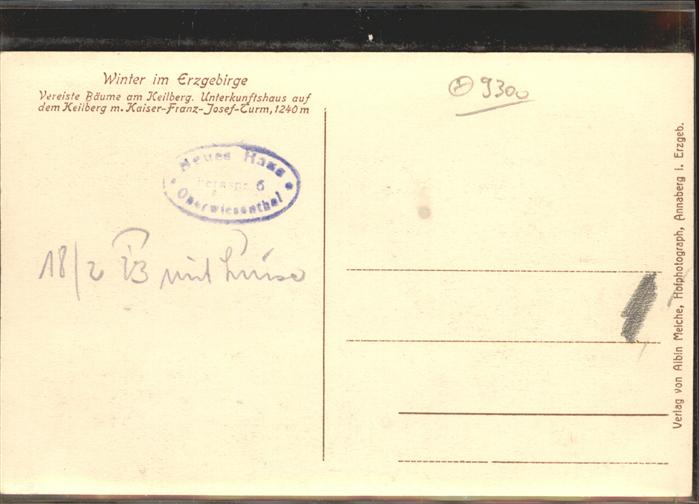 Winter im Erzgebirge
Vereiste Bäume am Keilberg. Unterkunftshaus auf
dem Keilberg m. Kaiser-Franz-Josef-Turm, 1240 m
9300
Neues Haus
Fernspr. 6
Oberwiesenthal
18/2 23 mit Luise
Verlag von Albin Meiche, Hofphotograph, Annaberg i. Erzgeb.